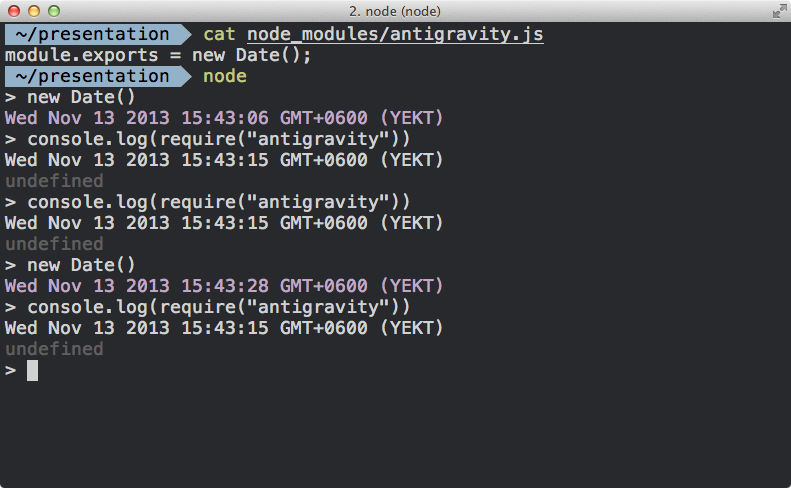 2. node (node)
~/presentation cat node_modules/antigravity.js
module.exports = new Date();
~/presentation node
> new Date()
Wed Nov 13 2013 15:43:06 GMT+0600 (YEKT)
> console.log(require("antigravity"))
Wed Nov 13 2013 15:43:15 GMT+0600 (YEKT)
undefined
> console.log(require("antigravity"))
Wed Nov 13 2013 15:43:15 GMT+0600 (YEKT)
undefined
> new Date()
Wed Nov 13 2013 15:43:28 GMT+0600 (YEKT)
> console.log(require("antigravity"))
Wed Nov 13 2013 15:43:15 GMT+0600 (YEKT)
undefined
>